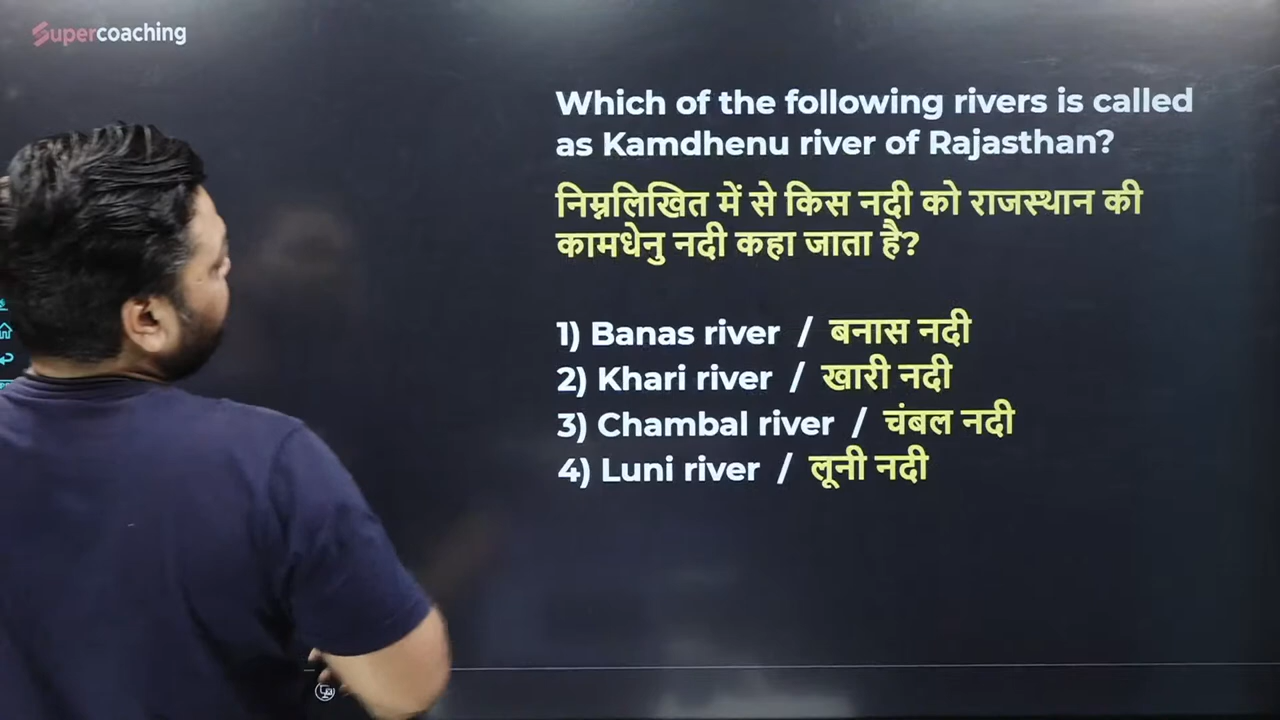 Supercoaching
Which of the following rivers is called
as Kamdhenu river of Rajasthan?
निम्नलिखित में से किस नदी को राजस्थान की
कामधेनु नदी कहा जाता है?
1) Banas river / बनास नदी
2) Khari river / खारी नदी
3) Chambal river / चंबल नदी
4) Luni river / लूनी नदी